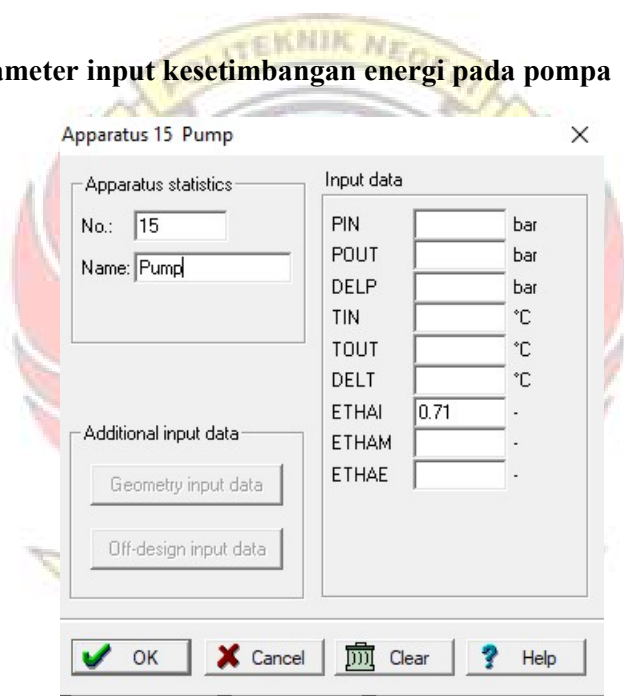 POLITEKNIK NEGERI
ameter input kesetimbangan energi pada pompa
Apparatus 15 Pump
Apparatus statistics
No.: 15
Name: Pump
Additional input data
Geometry input data
Off-design input data
Input data
PIN bar
POUT bar
DELP bar
TIN °C
TOUT °C
DELT °C
ETHAI 0.71 -
ETHAM -
ETHAE -
OK Cancel Clear Help